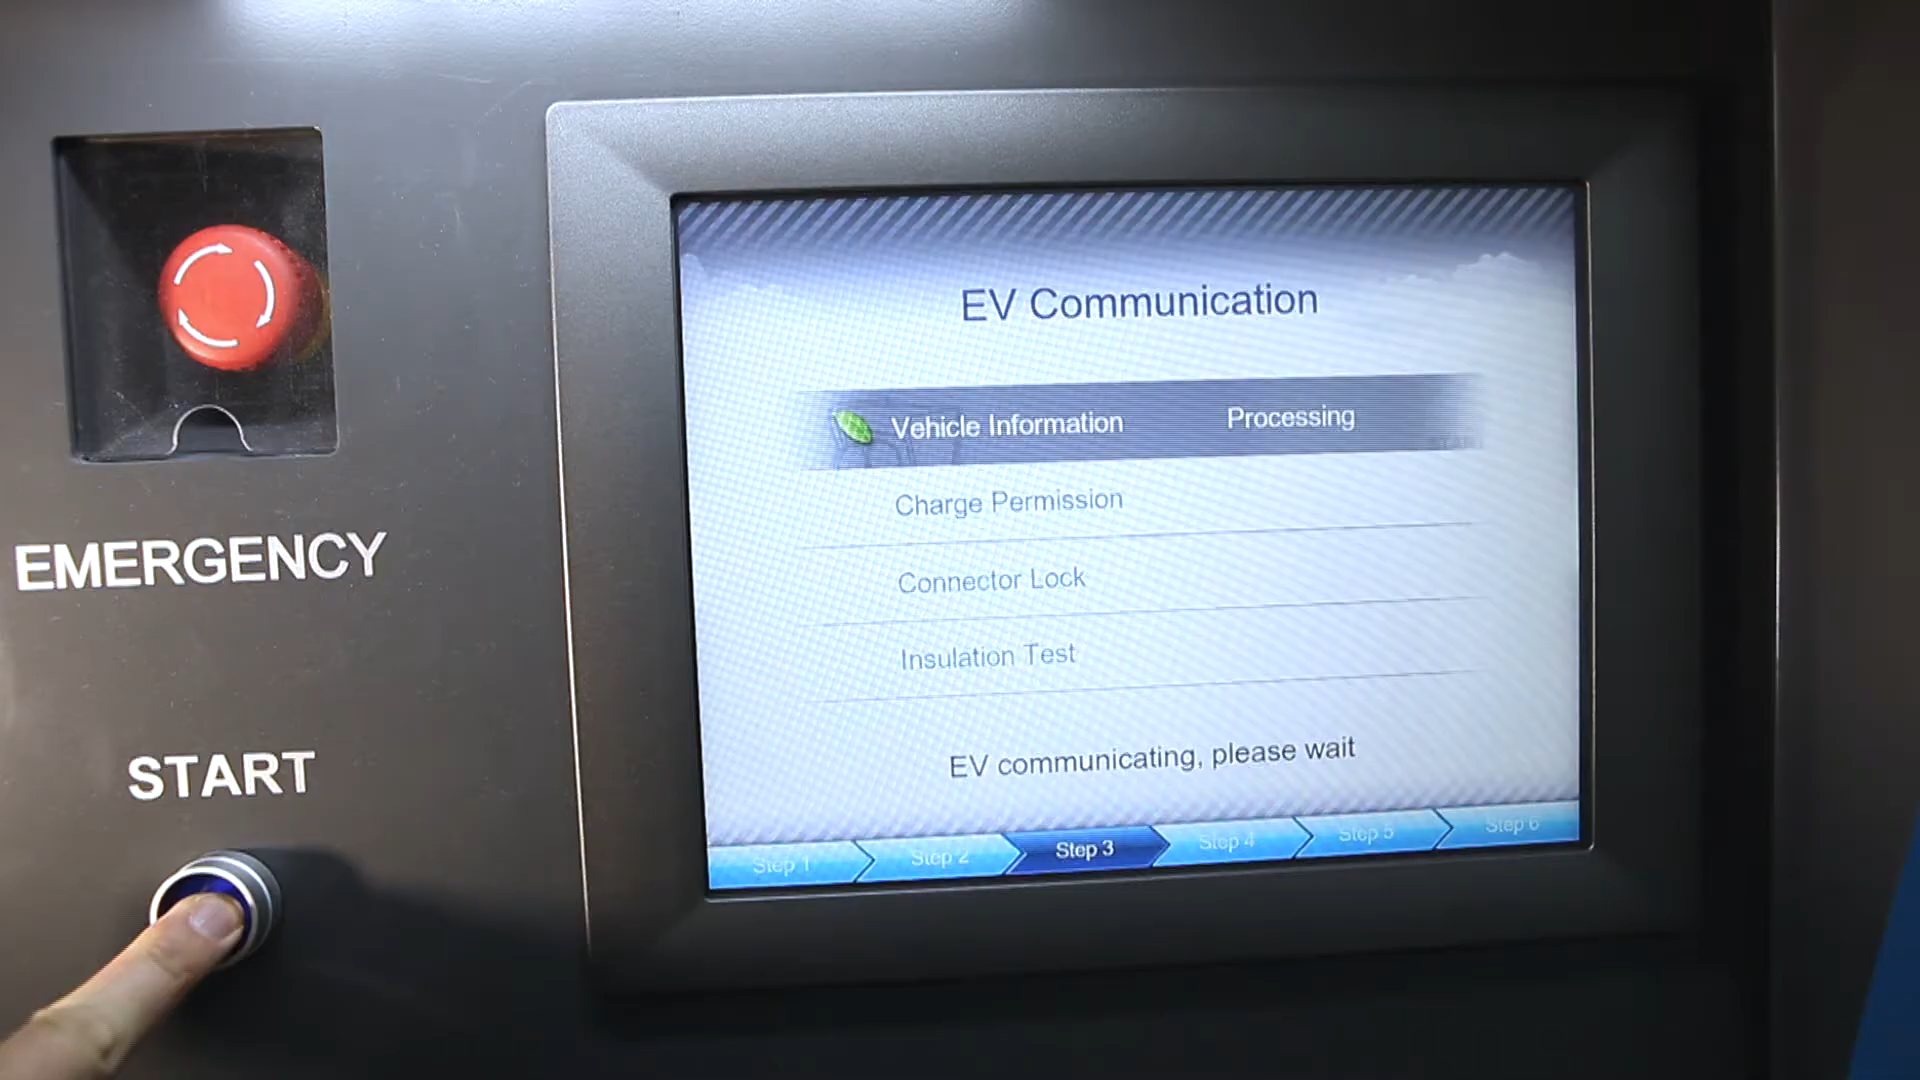 EMERGENCY
START
EV Communication
Vehicle Information Processing
Charge Permission
Connector Lock
Insulation Test
EV communicating, please wait
Step 1 Step 2 Step 3 Step 4 Step 5 Step 6